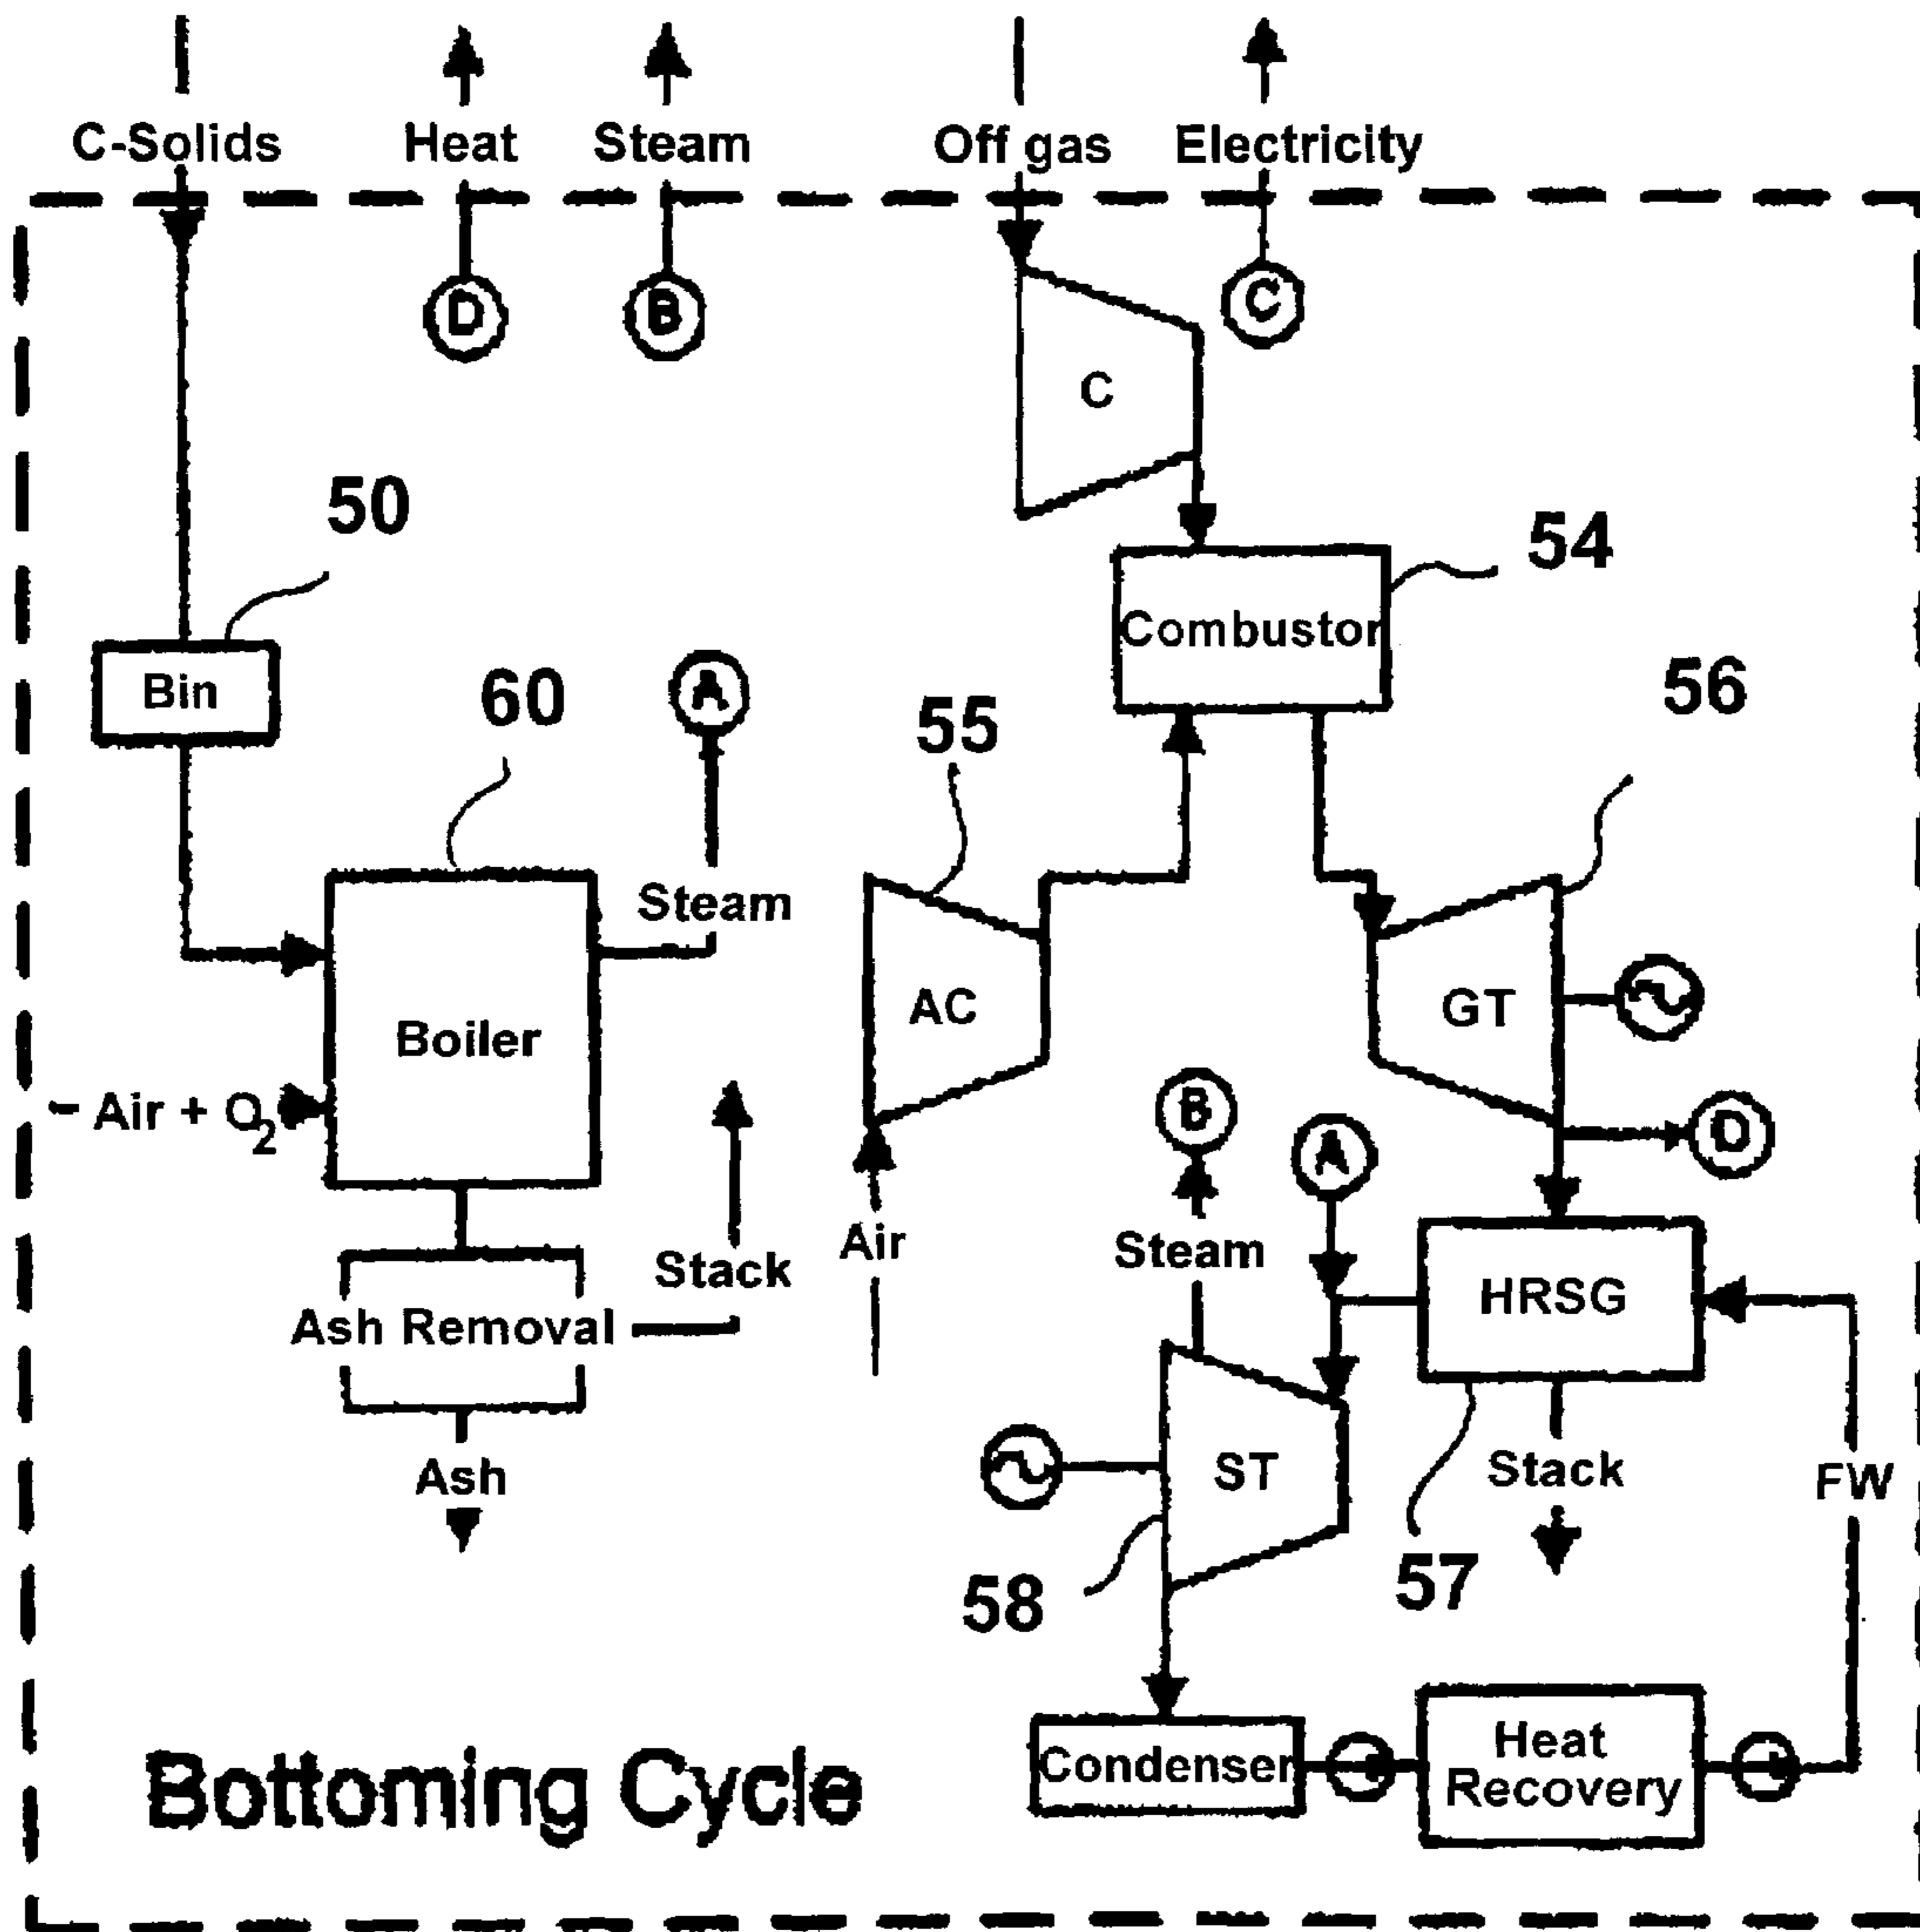 C-Solids Heat Steam Off gas Electricity
D B C
C
50
54
Combustor
Bin
60
A
55
56
Steam
AC
GT
Boiler
Air + O2
B
A
D
Air
Steam
Stack
HRSG
Ash Removal
Ash
ST
Stack
FW
58
57
Condenser
Heat
Recovery
Bottoming Cycle